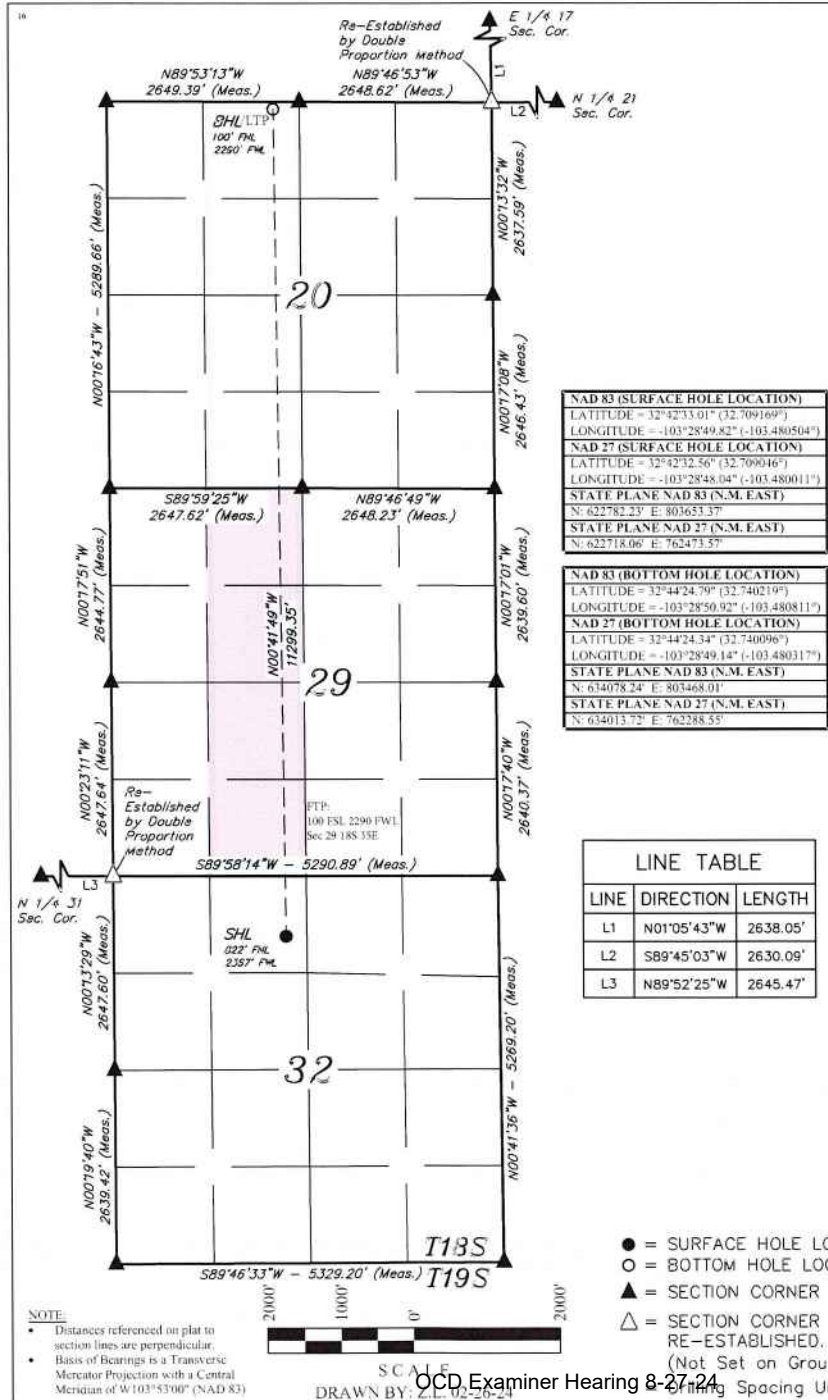 16
E 1/4 17
Sec. Cor.
Re-Established
by Double
Proportion Method
L1
N89°53'13"W
2649.39' (Meas.)
N89°46'53"W
2648.62' (Meas.)
L2
N 1/4 21
Sec. Cor.
BHL/LTP
100' FNL
2290' FWL
N00°13'32"W
2637.59' (Meas.)
N00°16'43"W - 5289.66' (Meas.)
20
N00°17'08"W
2646.43' (Meas.)
NAD 83 (SURFACE HOLE LOCATION)
LATITUDE = 32°42'33.01" (32.709169°)
LONGITUDE = -103°28'49.82" (-103.480504°)
NAD 27 (SURFACE HOLE LOCATION)
LATITUDE = 32°42'32.56" (32.709046°)
LONGITUDE = -103°28'48.04" (-103.480011°)
STATE PLANE NAD 83 (N.M. EAST)
N: 622782.23' E: 803653.37'
STATE PLANE NAD 27 (N.M. EAST)
N: 622718.06' E: 762473.57'
S89°59'25"W
2647.62' (Meas.)
N89°46'49"W
2648.23' (Meas.)
N00°17'51"W
2644.77' (Meas.)
N00°17'01"W
2639.60' (Meas.)
N00°41'49"W
11299.35'
NAD 83 (BOTTOM HOLE LOCATION)
LATITUDE = 32°44'24.79" (32.740219°)
LONGITUDE = -103°28'50.92" (-103.480811°)
NAD 27 (BOTTOM HOLE LOCATION)
LATITUDE = 32°44'24.34" (32.740096°)
LONGITUDE = -103°28'49.14" (-103.480317°)
STATE PLANE NAD 83 (N.M. EAST)
N: 634078.24' E: 803468.01'
STATE PLANE NAD 27 (N.M. EAST)
N: 634013.72' E: 762288.55'
29
N00°23'11"W
2647.64' (Meas.)
N00°17'40"W
2640.37' (Meas.)
Re-
Established
by Double
Proportion
Method
FTP:
100 FSL 2290 FWL
Sec 29 18S 35E
S89°58'14"W - 5290.89' (Meas.)
L3
N 1/4 31
Sec. Cor.
LINE TABLE
LINE DIRECTION LENGTH
L1 N01°05'43"W 2638.05'
L2 S89°45'03"W 2630.09'
L3 N89°52'25"W 2645.47'
SHL
822' FNL
2357' FWL
N00°13'29"W
2647.60' (Meas.)
N00°41'36"W - 5269.20' (Meas.)
32
N00°19'40"W
2639.42' (Meas.)
T18S
S89°46'33"W - 5329.20' (Meas.) T19S
● = SURFACE HOLE LO
○ = BOTTOM HOLE LOC
▲ = SECTION CORNER
△ = SECTION CORNER
RE-ESTABLISHED.
(Not Set on Grou
NOTE:
• Distances referenced on plat to
section lines are perpendicular.
• Basis of Bearings is a Transverse
Mercator Projection with a Central
Meridian of W103°53'00" (NAD 83)
2000' 1000' 0' 2000'
SCALE
DRAWN BY: Z.L. 02-26-24
OCD Examiner Hearing 8-27-24
Drilling Spacing U